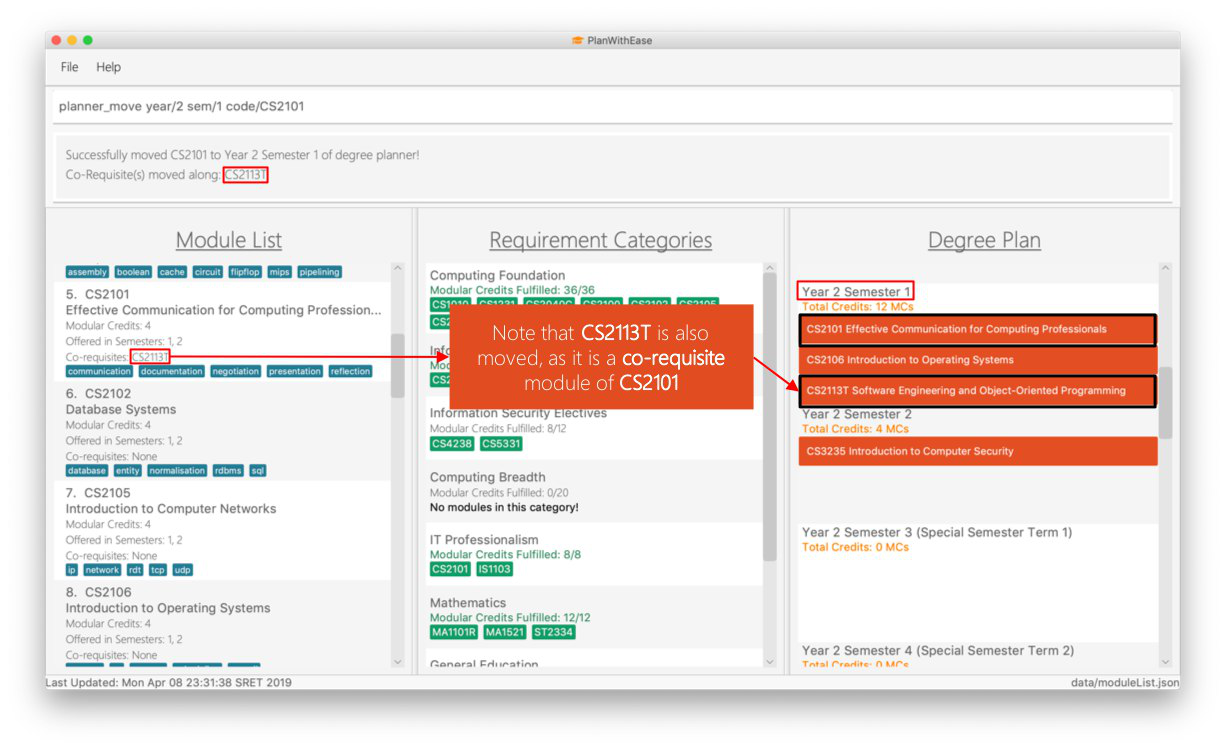 PlanWithEase
File Help
planner_move year/2 sem/1 code/CS2101
Successfully moved CS2101 to Year 2 Semester 1 of degree planner!
Co-Requisite(s) moved along: CS2113T
Module List
assembly boolean cache circuit flipflop mips pipelining
5. CS2101
Effective Communication for Computing Profession...
Modular Credits: 4
Offered in Semesters: 1, 2
Co-requisites: CS2113T
communication documentation negotiation presentation reflection
6. CS2102
Database Systems
Modular Credits: 4
Offered in Semesters: 1, 2
Co-requisites: None
database entity normalisation rdbms sql
7. CS2105
Introduction to Computer Networks
Modular Credits: 4
Offered in Semesters: 1, 2
Co-requisites: None
ip network rdt tcp udp
8. CS2106
Introduction to Operating Systems
Modular Credits: 4
Offered in Semesters: 1, 2
Co-requisites: None
Requirement Categories
Computing Foundation
Modular Credits Fulfilled: 36/36
CS1010 CS1231 CS2040C CS2100 CS2102 CS2105
Note that CS2113T is also
moved, as it is a co-requisite
module of CS2101
Information Security Electives
Modular Credits Fulfilled: 8/12
CS4238 CS5331
Computing Breadth
Modular Credits Fulfilled: 0/20
No modules in this category!
IT Professionalism
Modular Credits Fulfilled: 8/8
CS2101 IS1103
Mathematics
Modular Credits Fulfilled: 12/12
MA1101R MA1521 ST2334
General Education
Degree Plan
Year 2 Semester 1
Total Credits: 12 MCs
CS2101 Effective Communication for Computing Professionals
CS2106 Introduction to Operating Systems
CS2113T Software Engineering and Object-Oriented Programming
Year 2 Semester 2
Total Credits: 4 MCs
CS3235 Introduction to Computer Security
Year 2 Semester 3 (Special Semester Term 1)
Total Credits: 0 MCs
Year 2 Semester 4 (Special Semester Term 2)
Total Credits: 0 MCs
Last Updated: Mon Apr 08 23:31:38 SRET 2019
data/moduleList.json